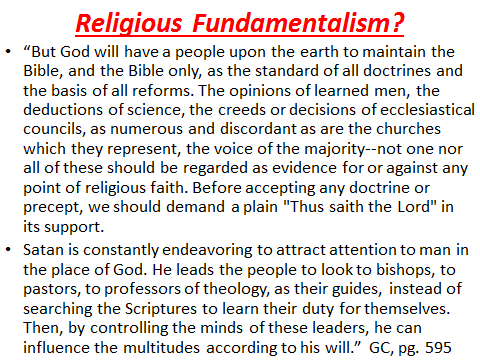 Religious Fundamentalism?
• “But God will have a people upon the earth to maintain the
Bible, and the Bible only, as the standard of all doctrines and
the basis of all reforms. The opinions of learned men, the
deductions of science, the creeds or decisions of ecclesiastical
councils, as numerous and discordant as are the churches
which they represent, the voice of the majority--not one nor
all of these should be regarded as evidence for or against any
point of religious faith. Before accepting any doctrine or
precept, we should demand a plain "Thus saith the Lord" in
its support.
• Satan is constantly endeavoring to attract attention to man in
the place of God. He leads the people to look to bishops, to
pastors, to professors of theology, as their guides, instead of
searching the Scriptures to learn their duty for themselves.
Then, by controlling the minds of these leaders, he can
influence the multitudes according to his will.” GC, pg. 595